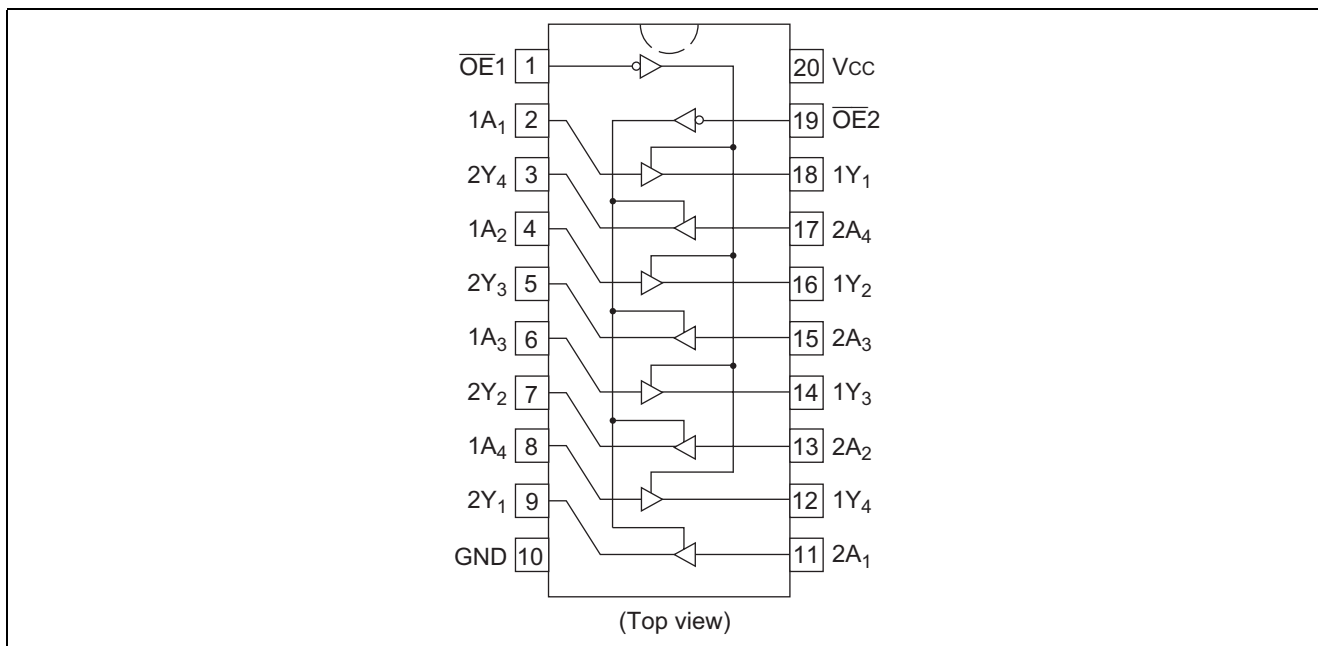 O̅E̅1 1 20 Vcc
1A₁ 2 19 O̅E̅2
2Y₄ 3 18 1Y₁
1A₂ 4 17 2A₄
2Y₃ 5 16 1Y₂
1A₃ 6 15 2A₃
2Y₂ 7 14 1Y₃
1A₄ 8 13 2A₂
2Y₁ 9 12 1Y₄
GND 10 11 2A₁
(Top view)